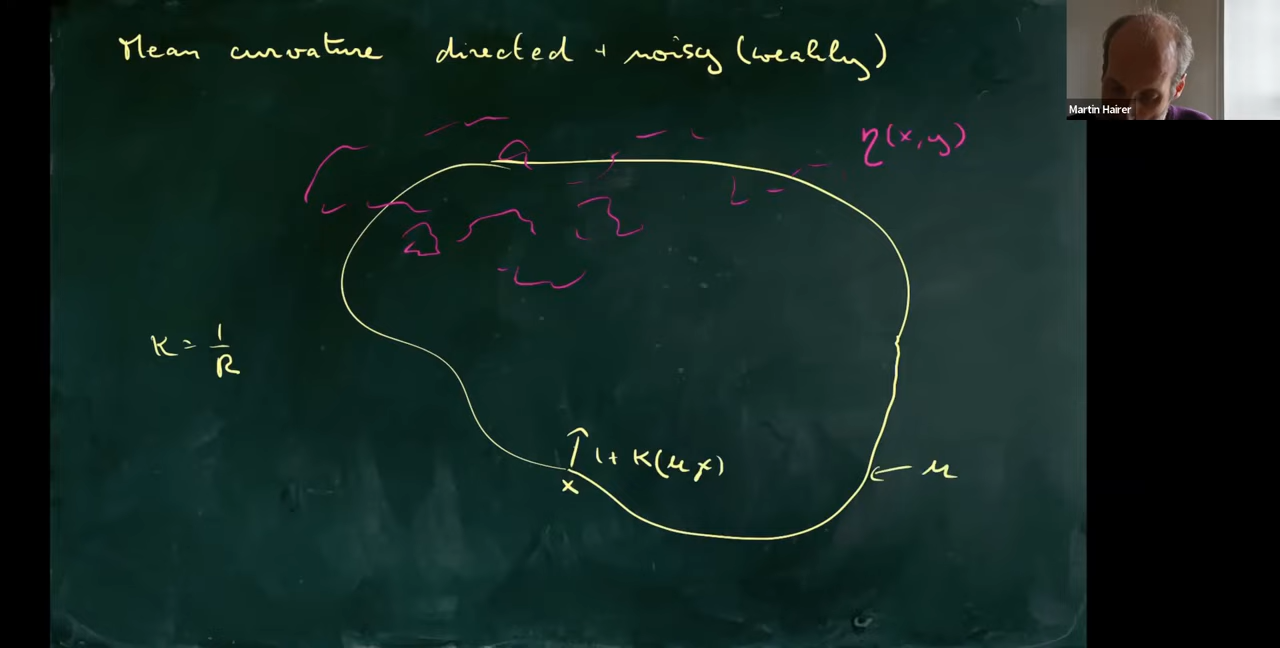 Mean curvature directed + noisy (weakly)
Martin Hairer
η(x,y)
K = 1/R
1 + K(u,x)
x
u